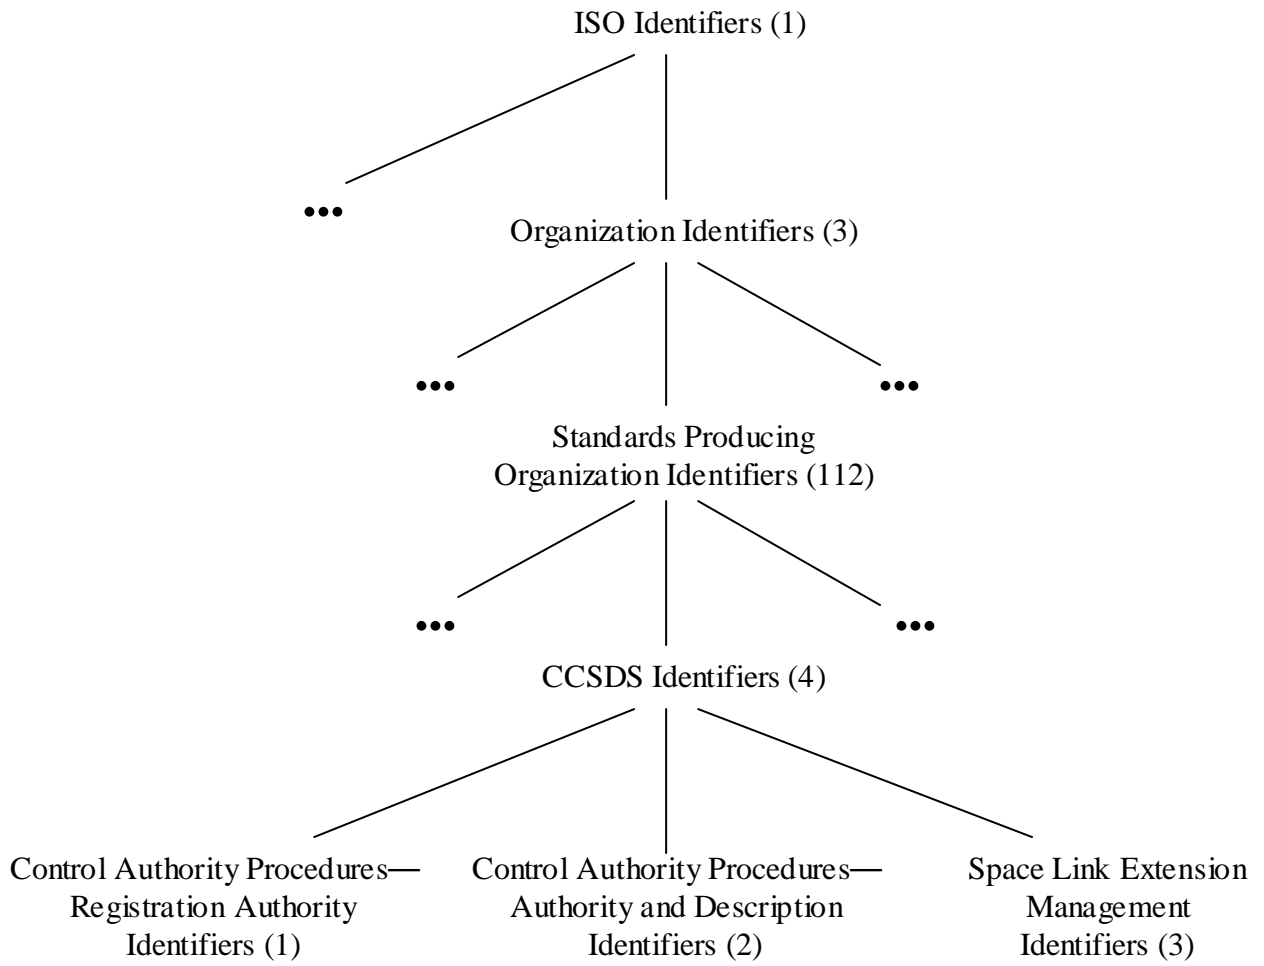 ISO Identifiers (1)
•••
Organization Identifiers (3)
•••
•••
Standards Producing
Organization Identifiers (112)
•••
•••
CCSDS Identifiers (4)
Control Authority Procedures—
Registration Authority
Identifiers (1)
Control Authority Procedures—
Authority and Description
Identifiers (2)
Space Link Extension
Management
Identifiers (3)